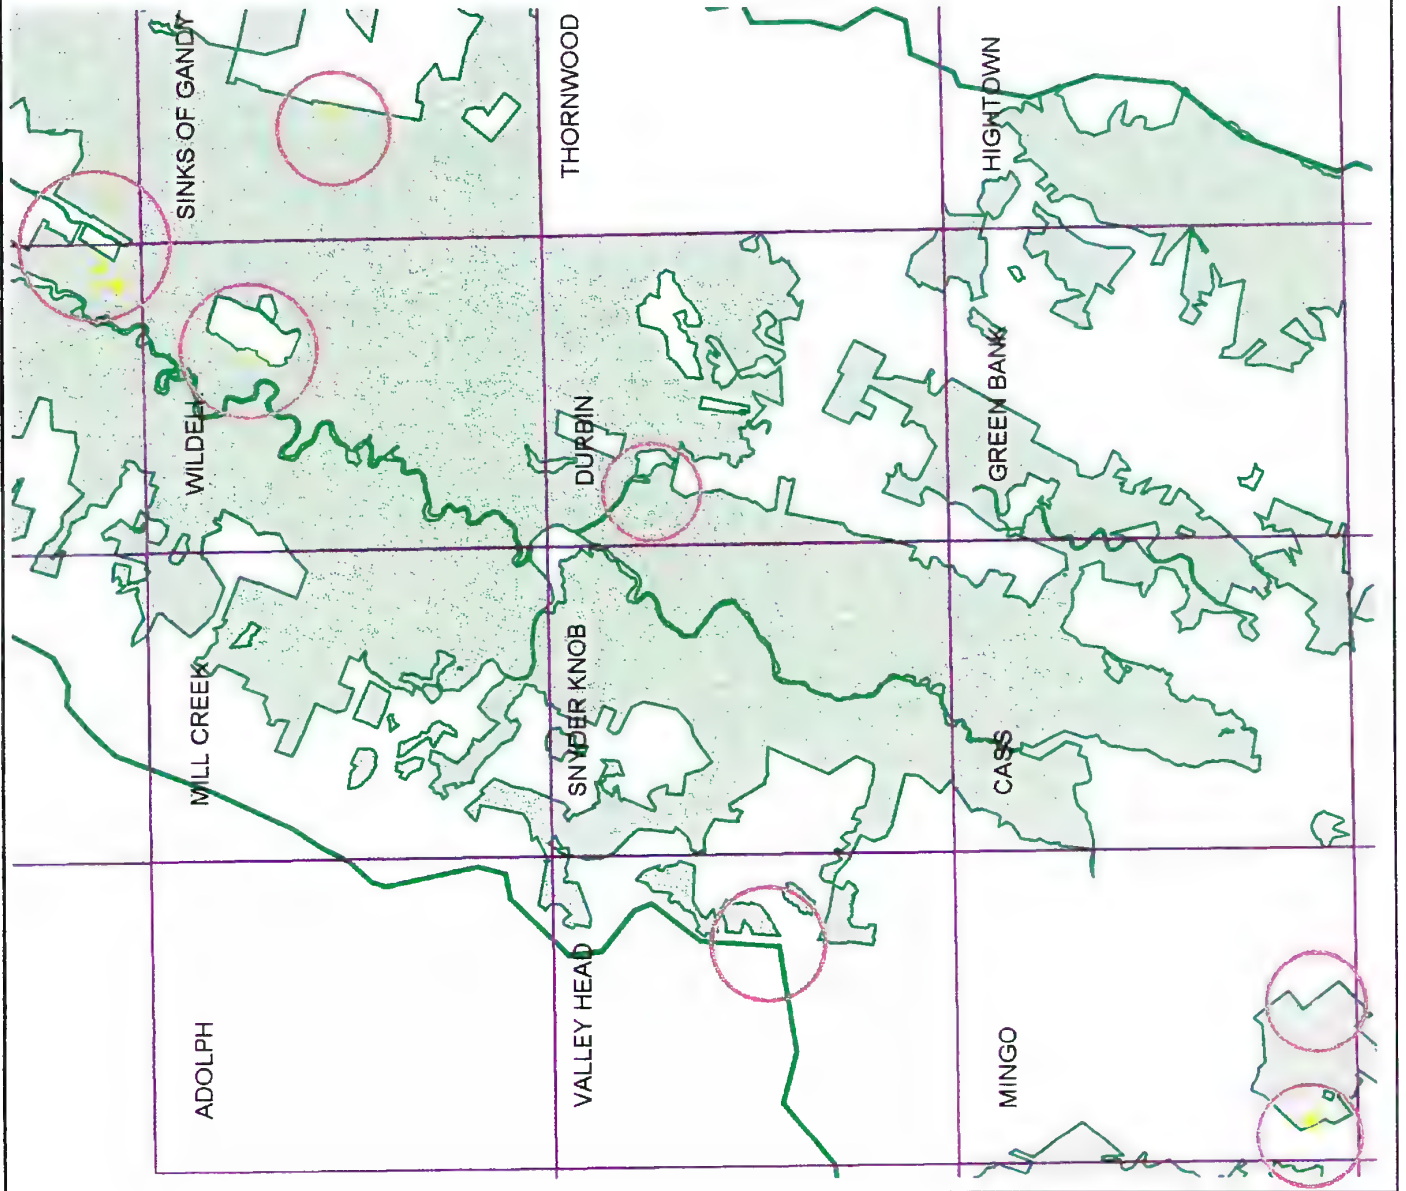 SINKS OF GANDY
WILDELL
MILL CREEK
ADOLPH
THORNWOOD
DURBIN
SNYDER KNOB
VALLEY HEAD
HIGHTOWN
GREEN BANK
CASS
MINGO